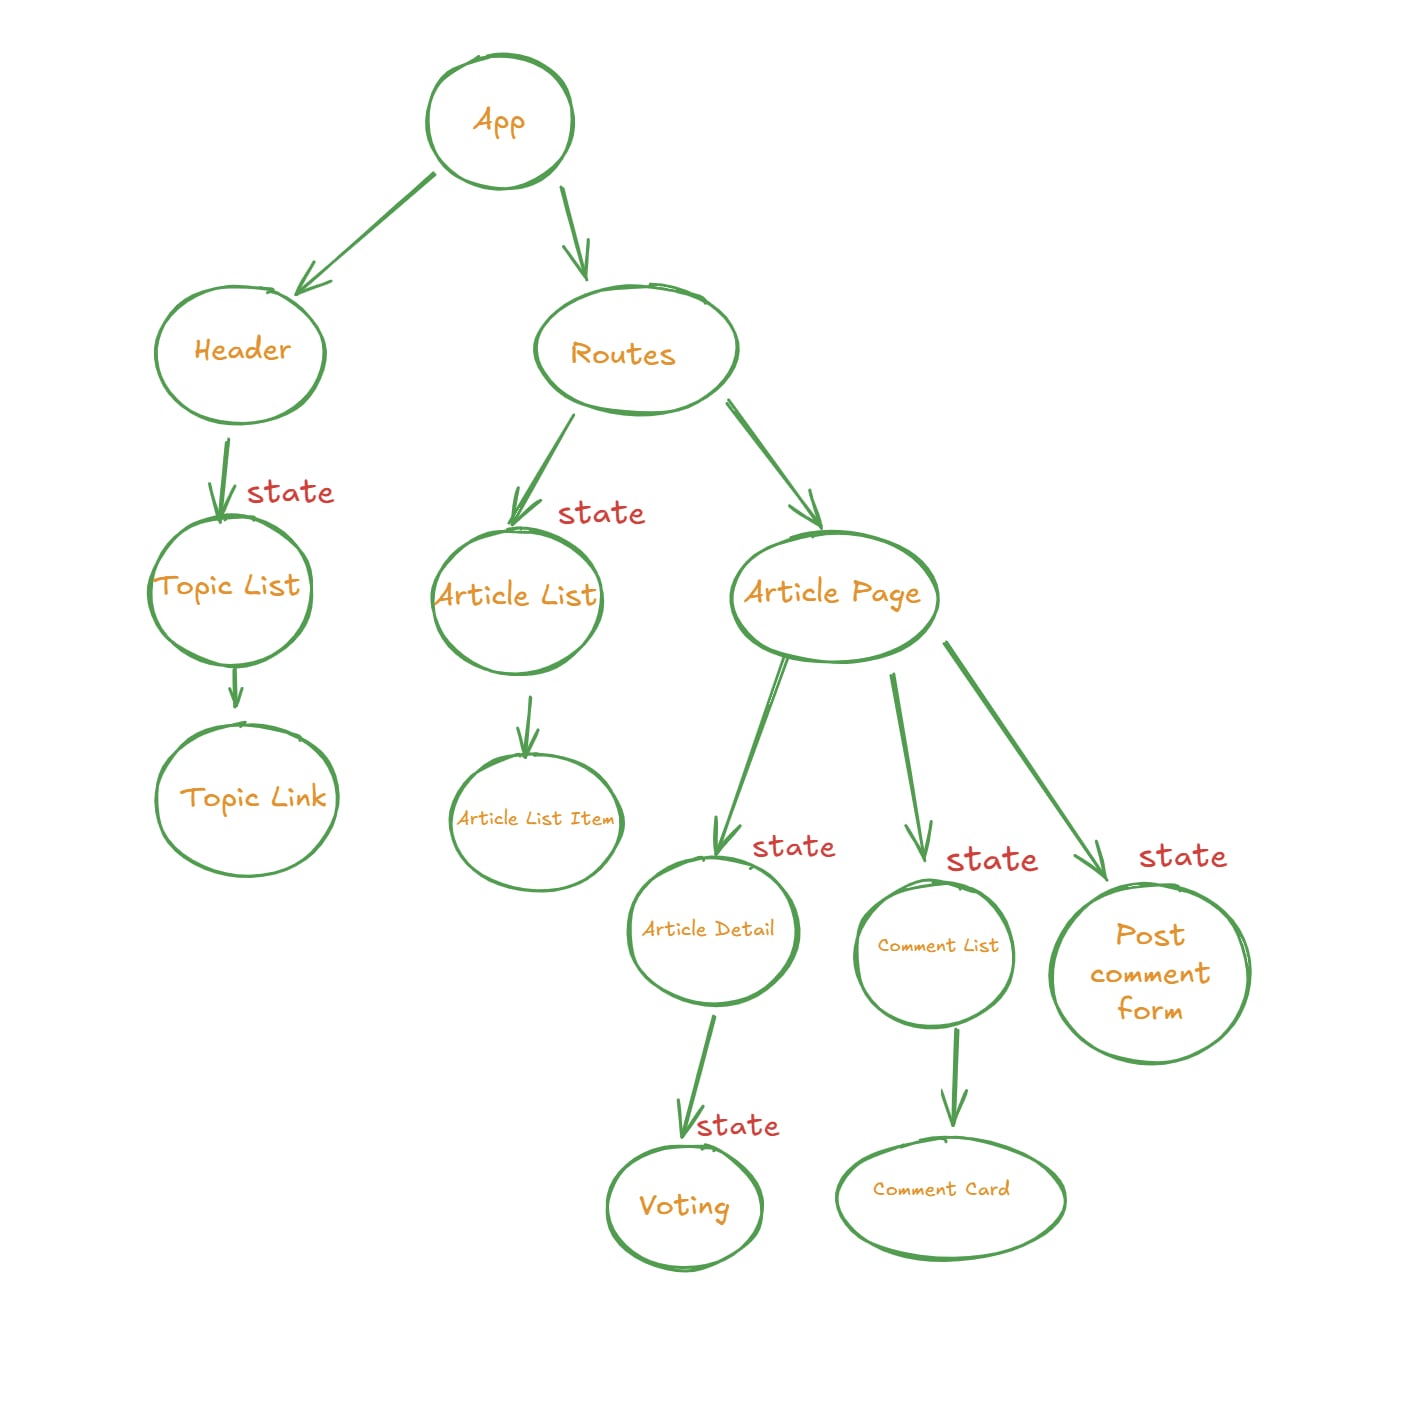 App
Header
Routes
state
state
Topic List
Article List
Article Page
Topic Link
Article List Item
state
state
state
Article Detail
Comment List
Post
comment
form
state
Voting
Comment Card